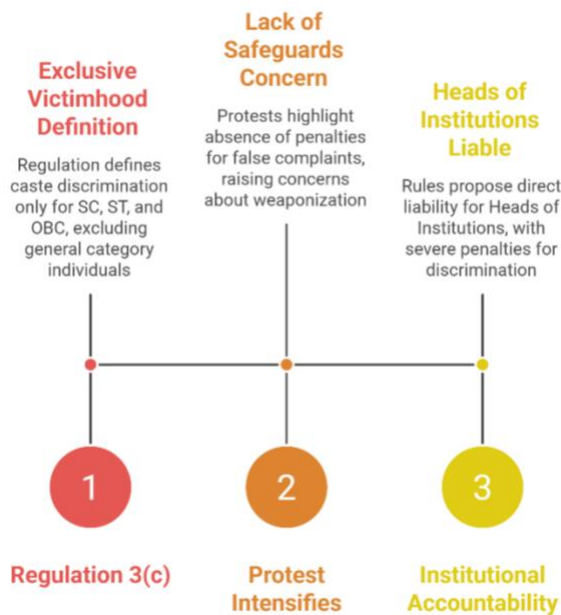 Exclusive
Victimhood
Definition
Regulation defines
caste discrimination
only for SC, ST, and
OBC, excluding
general category
individuals
Lack of
Safeguards
Concern
Protests highlight
absence of penalties
for false complaints,
raising concerns
about weaponization
Heads of
Institutions
Liable
Rules propose direct
liability for Heads of
Institutions, with
severe penalties for
discrimination
1
2
3
Regulation 3(c)
Protest
Intensifies
Institutional
Accountability